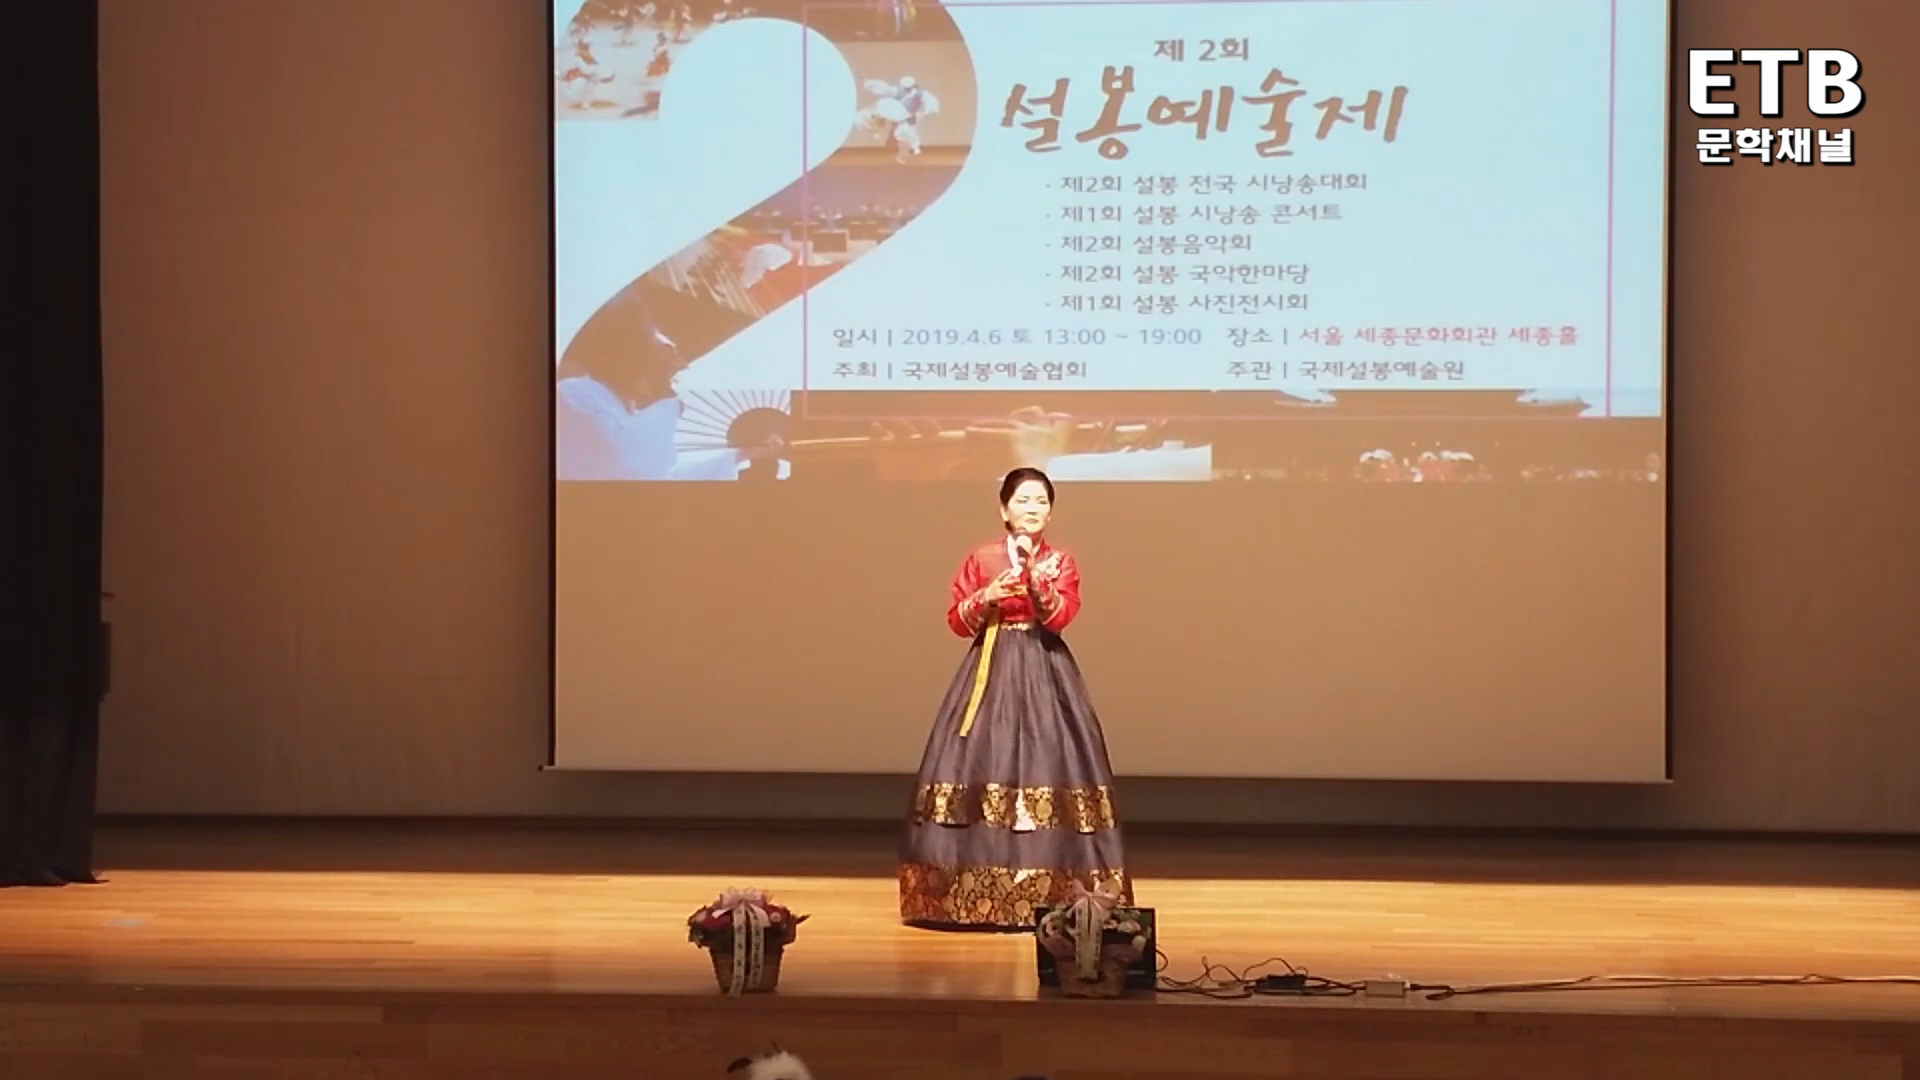 ETB
문학채널
제 2회
설봉예술제
· 제2회 설봉 전국 시낭송대회
· 제1회 설봉 시낭송 콘서트
· 제2회 설봉음악회
· 제2회 설봉 국악한마당
· 제1회 설봉 사진전시회
일시 | 2019.4.6 토 13:00 ~ 19:00 장소 | 서울 세종문화회관 세종홀
주최 | 국제설봉예술협회 주관 | 국제설봉예술원